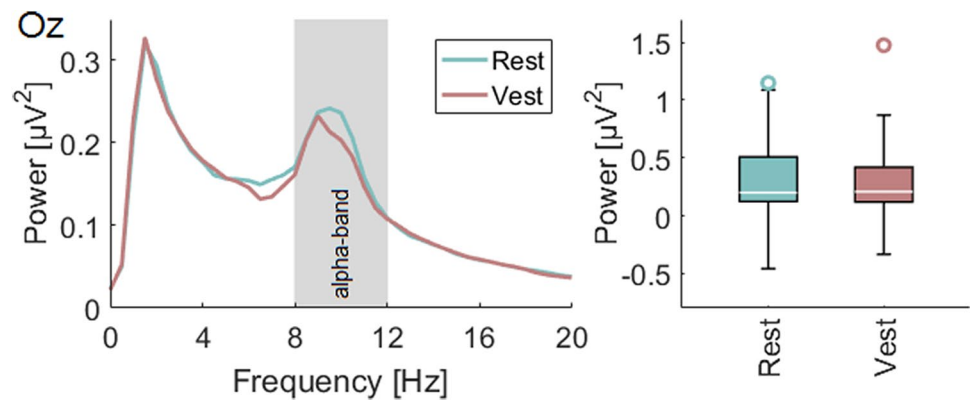 Oz
Power [µV²]
0.3
0.2
0.1
0
0
4
8
12
16
20
Frequency [Hz]
alpha-band
Rest
Vest
Power [µV²]
1.5
1
0.5
0
-0.5
Rest
Vest